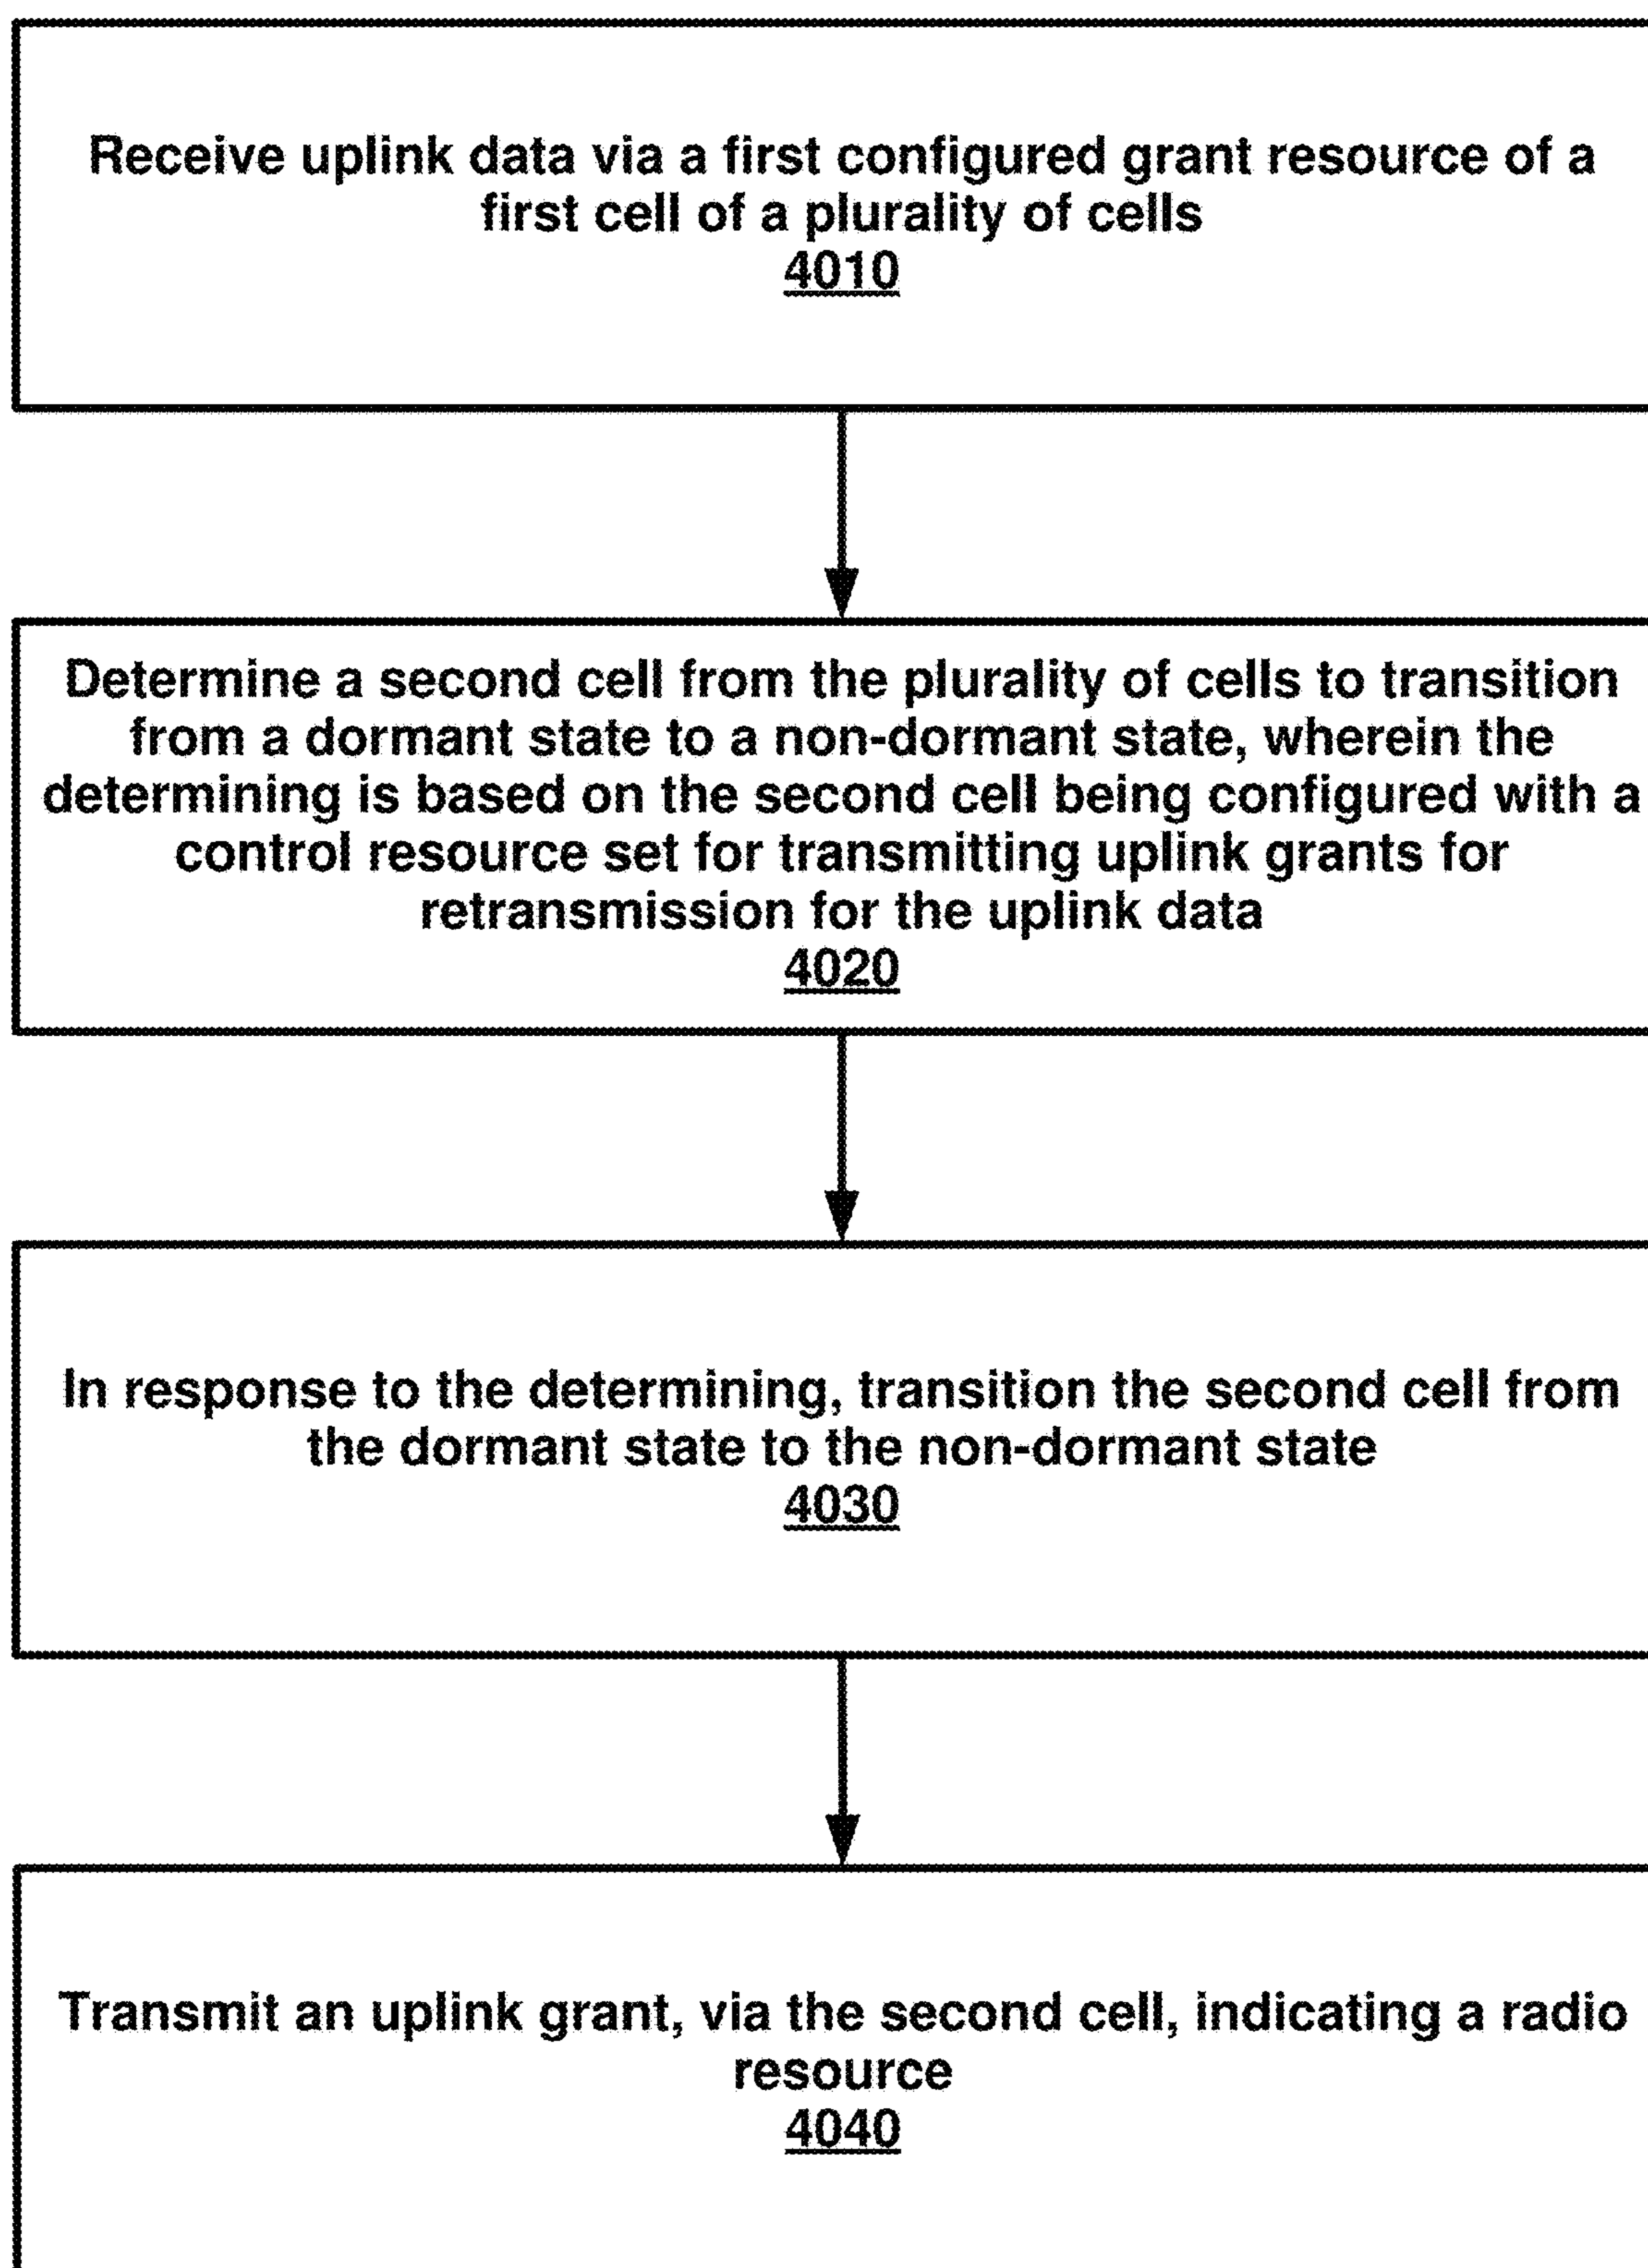 Receive uplink data via a first configured grant resource of a
first cell of a plurality of cells
4010
Determine a second cell from the plurality of cells to transition
from a dormant state to a non-dormant state, wherein the
determining is based on the second cell being configured with a
control resource set for transmitting uplink grants for
retransmission for the uplink data
4020
In response to the determining, transition the second cell from
the dormant state to the non-dormant state
4030
Transmit an uplink grant, via the second cell, indicating a radio
resource
4040